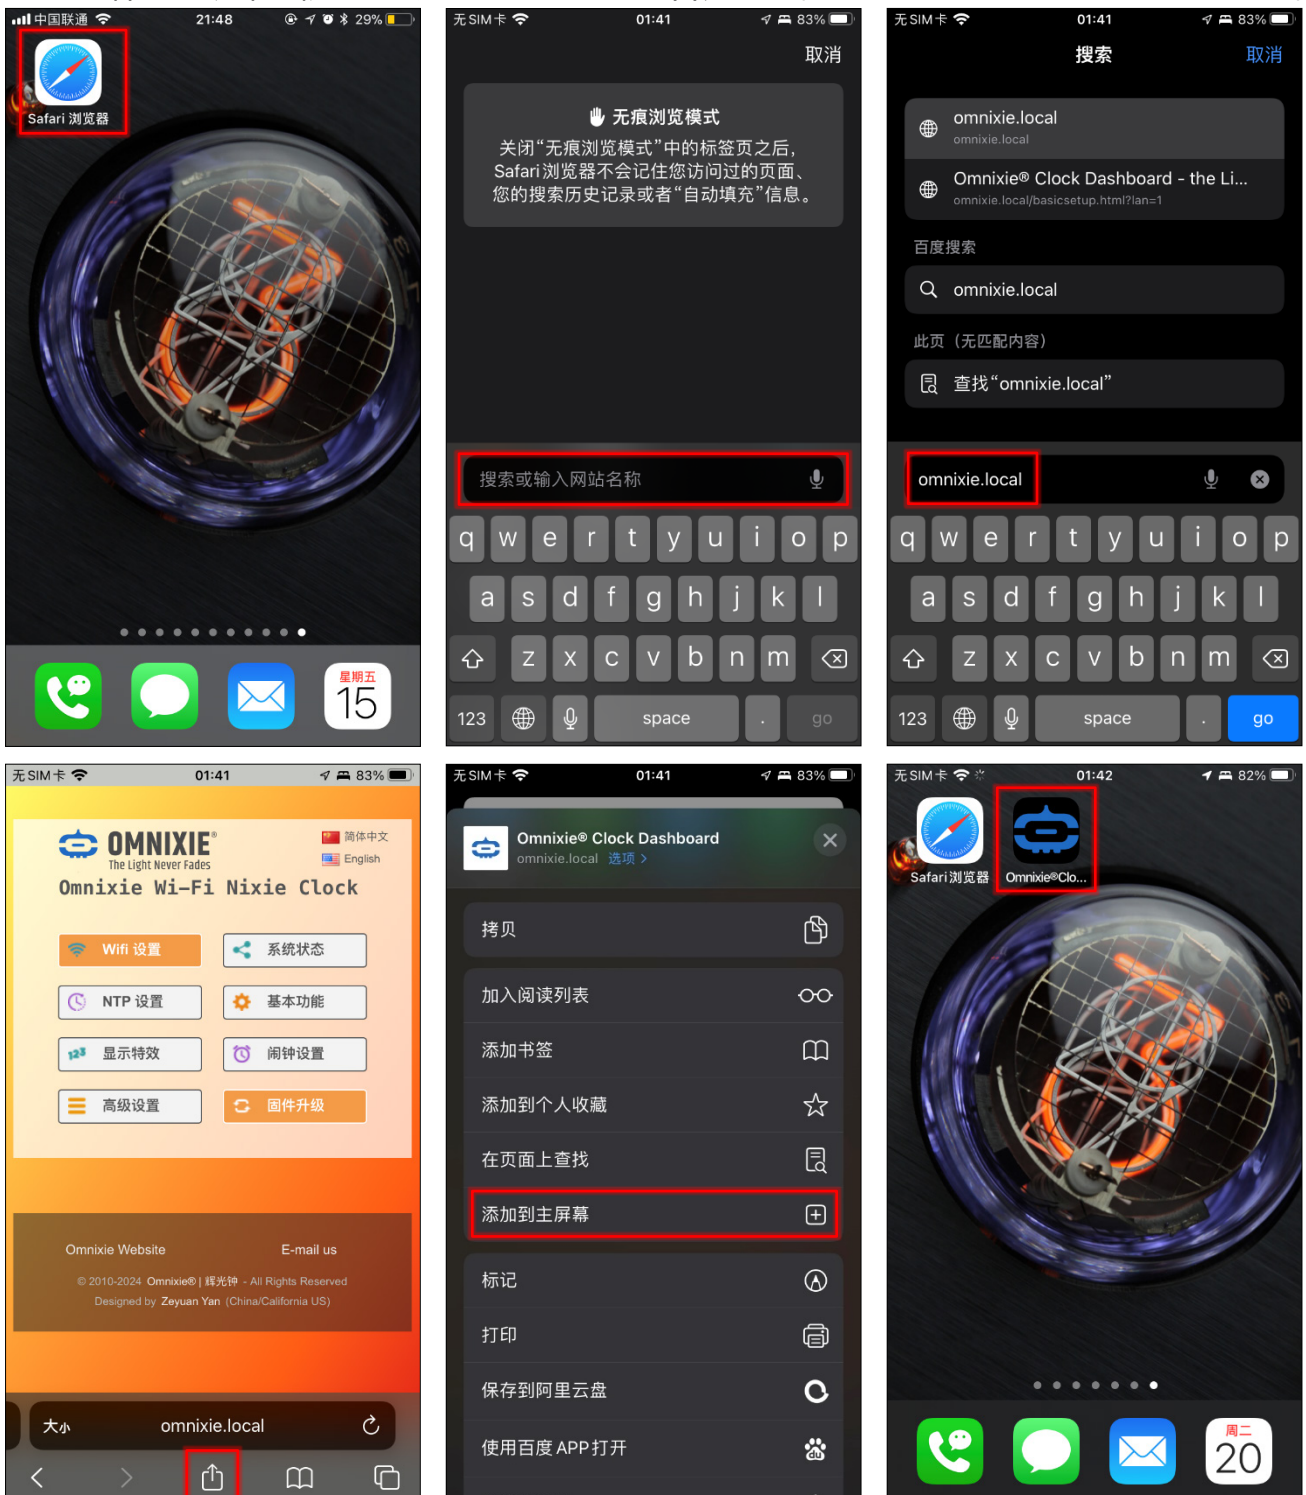 中国联通 21:48 29%
Safari 浏览器
星期五
15
无SIM卡 01:41 83%
取消
无痕浏览模式
关闭“无痕浏览模式”中的标签页之后,
Safari浏览器不会记住您访问过的页面、
您的搜索历史记录或者“自动填充”信息。
搜索或输入网站名称
q w e r t y u i o p
a s d f g h j k l
z x c v b n m
123 space . go
无SIM卡 01:41 83%
搜索 取消
omnixie.local
omnixie.local
Omnixie® Clock Dashboard - the Li...
omnixie.local/basicsetup.html?lan=1
百度搜索
omnixie.local
此页（无匹配内容）
查找“omnixie.local”
omnixie.local
q w e r t y u i o p
a s d f g h j k l
z x c v b n m
123 space . go
无SIM卡 01:41 83%
OMNIXIE®
The Light Never Fades
简体中文
English
Omnixie Wi-Fi Nixie Clock
Wifi 设置 系统状态
NTP 设置 基本功能
123 显示特效 闹钟设置
高级设置 固件升级
Omnixie Website E-mail us
© 2010-2024 Omnixie® | 辉光钟 - All Rights Reserved
Designed by Zeyuan Yan (China/California US)
大小 omnixie.local
无SIM卡 01:41 83%
Omnixie® Clock Dashboard
omnixie.local 选项 >
拷贝
加入阅读列表
添加书签
添加到个人收藏
在页面上查找
添加到主屏幕
标记
打印
保存到阿里云盘
使用百度 APP 打开
无SIM卡 01:42 82%
Safari浏览器 Omnixie®Clo...
周二
20